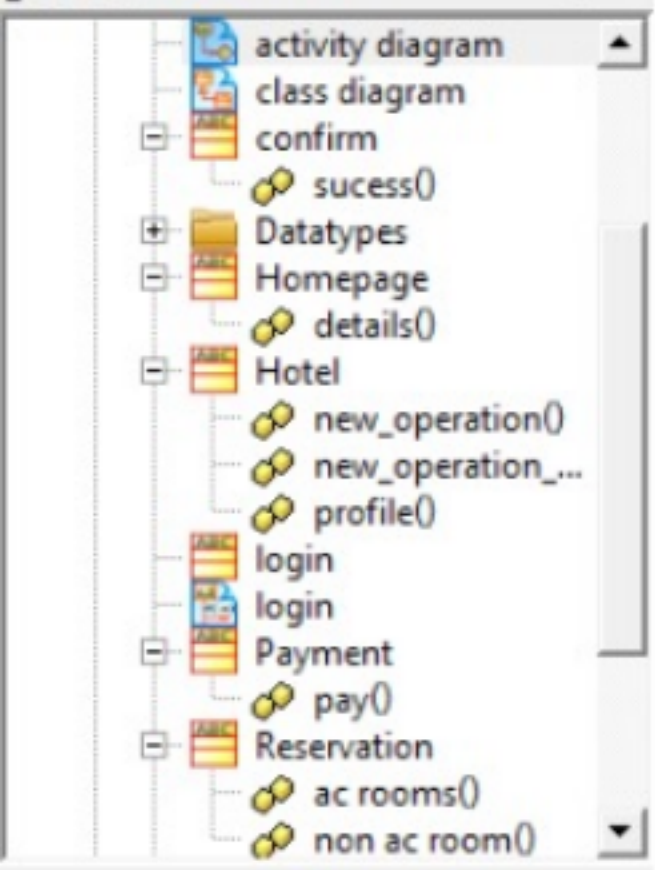 activity diagram
class diagram
confirm
sucess()
Datatypes
Homepage
details()
Hotel
new_operation()
new_operation_...
profile()
login
login
Payment
pay()
Reservation
ac rooms()
non ac room()